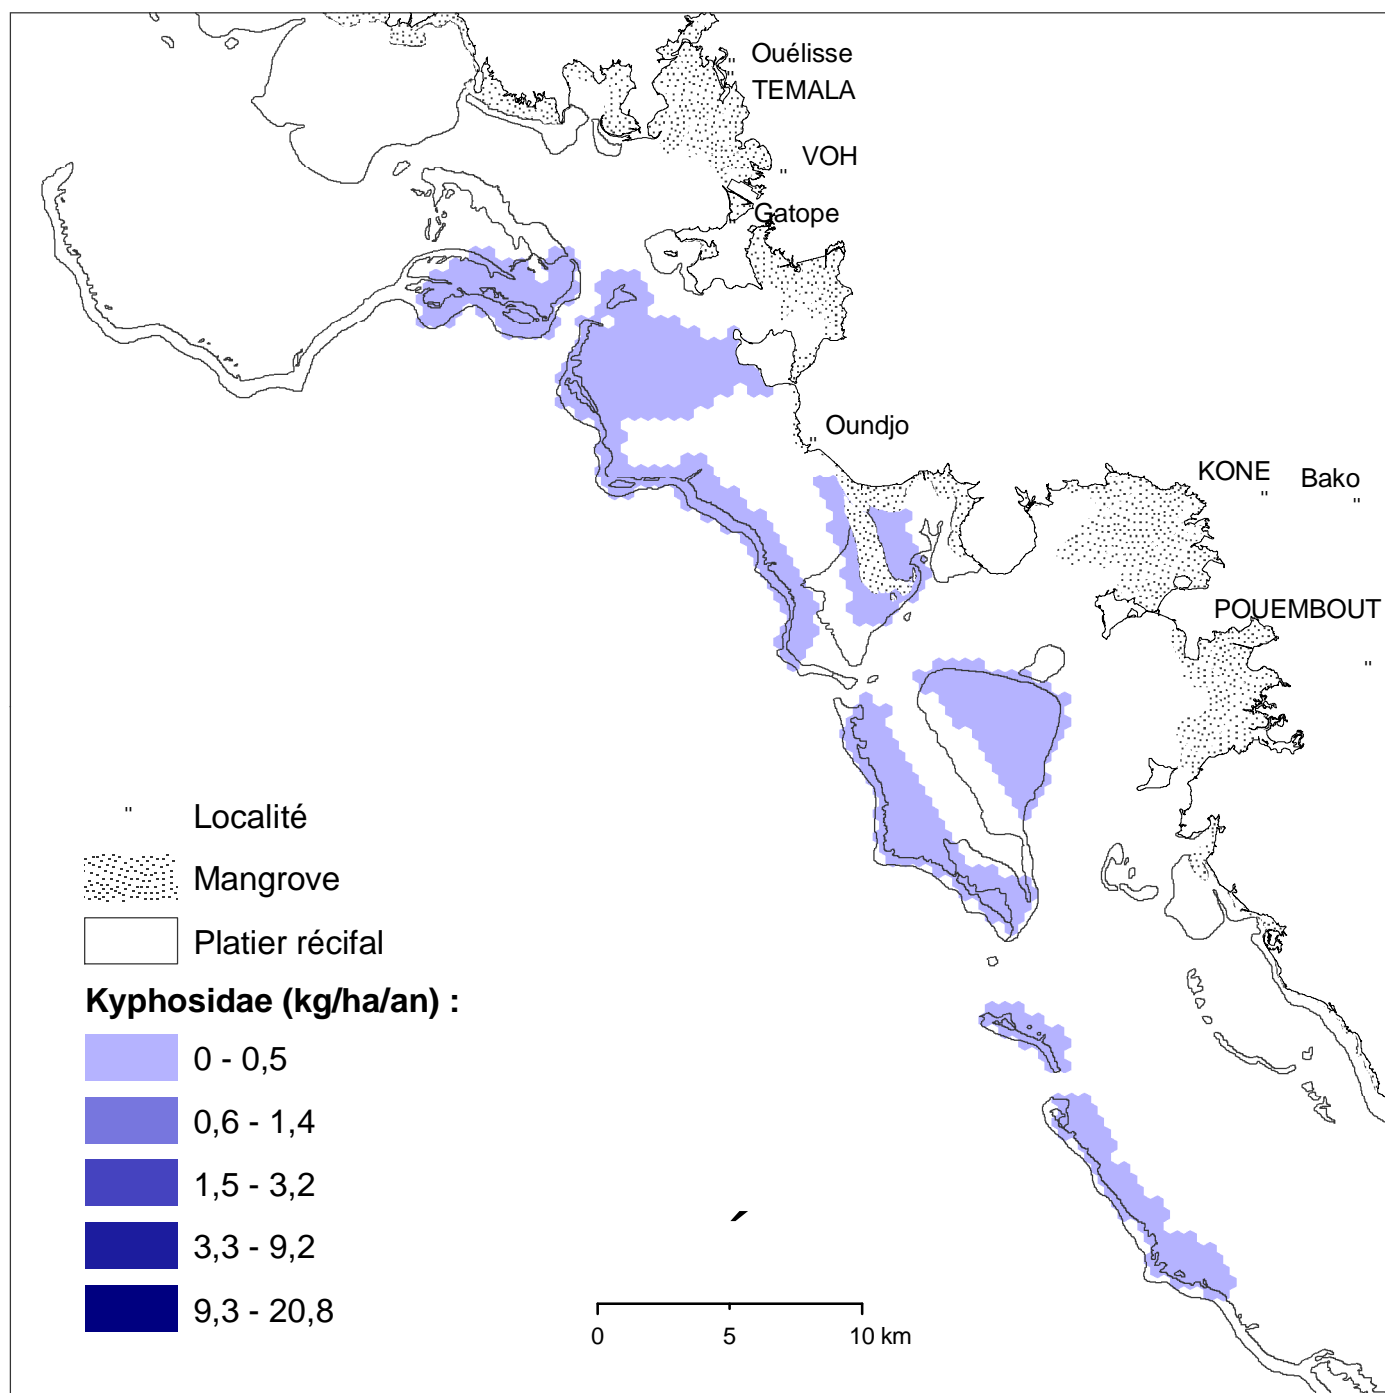 Ouélisse
TEMALA
VOH
Gatope
Oundjo
KONE
Bako
POUEMBOUT
" Localité
Mangrove
Platier récifal
Kyphosidae (kg/ha/an) :
0 - 0,5
0,6 - 1,4
1,5 - 3,2
3,3 - 9,2
9,3 - 20,8
0 5 10 km